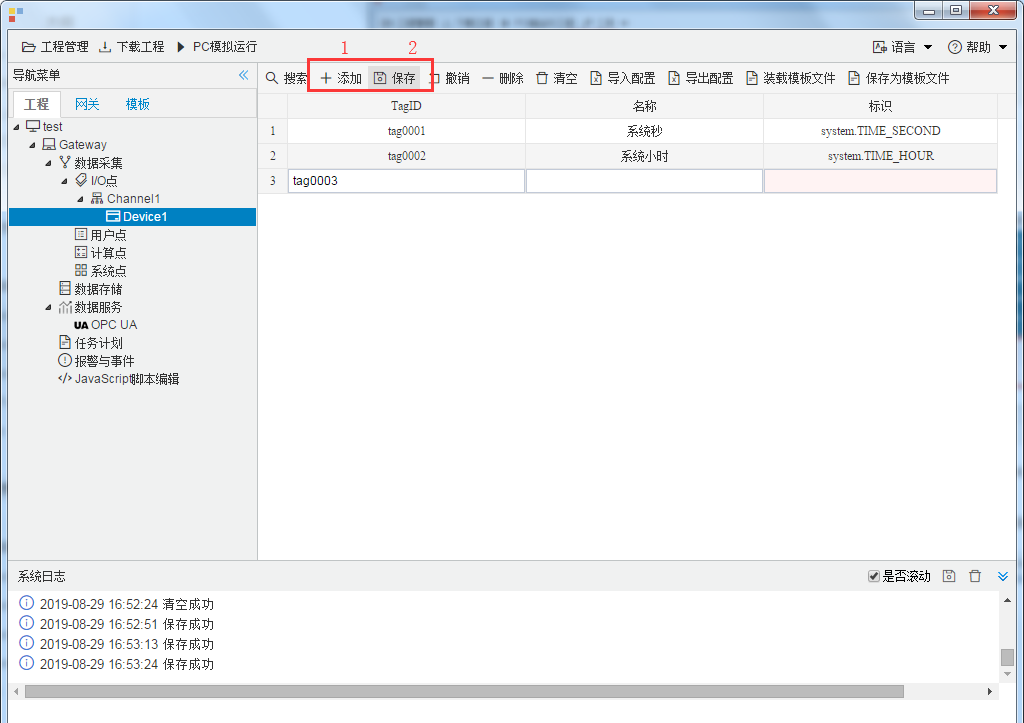 工程管理 下载工程 PC模拟运行 语言 帮助
1 2
导航菜单
搜索 添加 保存 撤销 删除 清空 导入配置 导出配置 装载模板文件 保存为模板文件
工程 网关 模板
TagID 名称 标识
1 tag0001 系统秒 system.TIME_SECOND
2 tag0002 系统小时 system.TIME_HOUR
3 tag0003
test
Gateway
数据采集
I/O点
Channel1
Device1
用户点
计算点
系统点
数据存储
数据服务
UA OPC UA
任务计划
报警与事件
JavaScript脚本编辑
系统日志 是否滚动
2019-08-29 16:52:24 清空成功
2019-08-29 16:52:51 保存成功
2019-08-29 16:53:13 保存成功
2019-08-29 16:53:24 保存成功